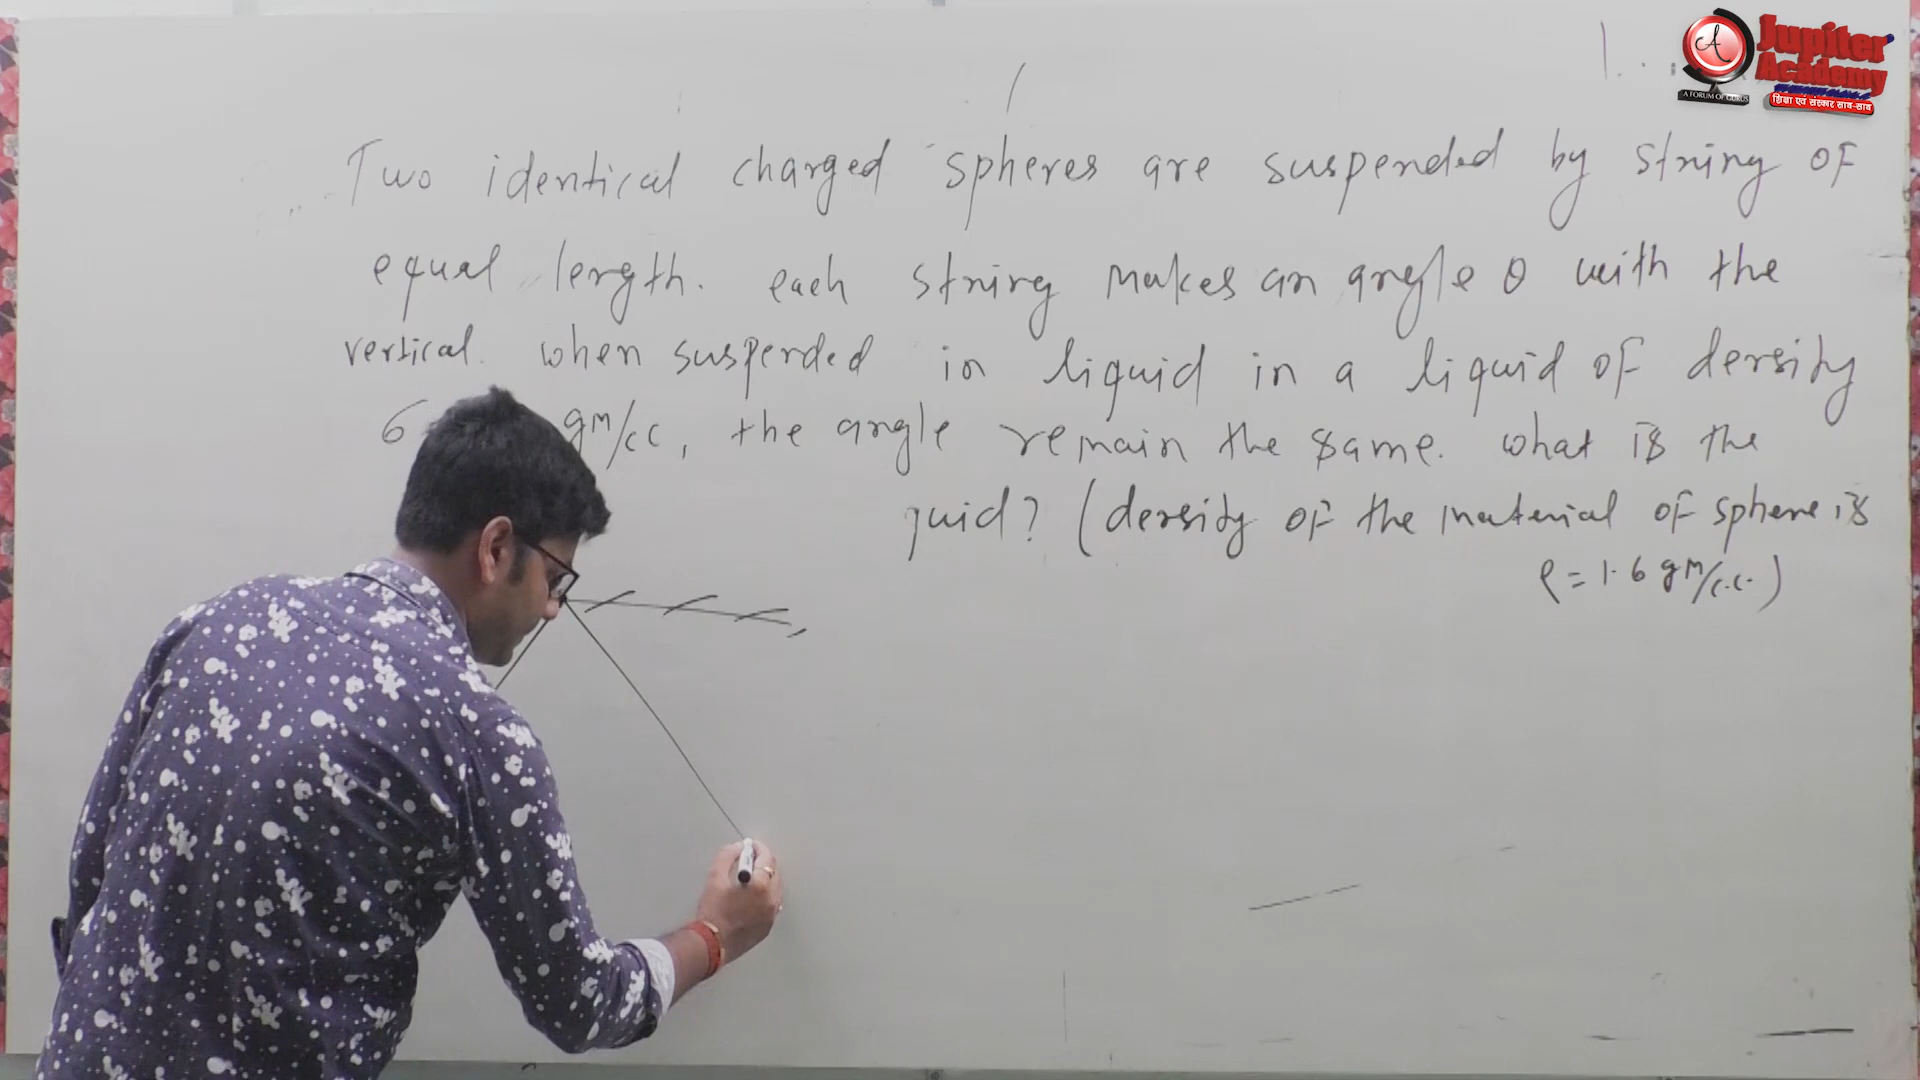 Jupiter
Academy
A FORUM OF GURUS
शिक्षा एवं संस्कार साथ-साथ
Two identical charged spheres are suspended by string of
equal length. each string makes an angle θ with the
vertical. when suspended in liquid in a liquid of density
gm/cc, the angle remain the same. what is the
quid? (density of the material of sphere is
ρ = 1.6 gm/c.c.)